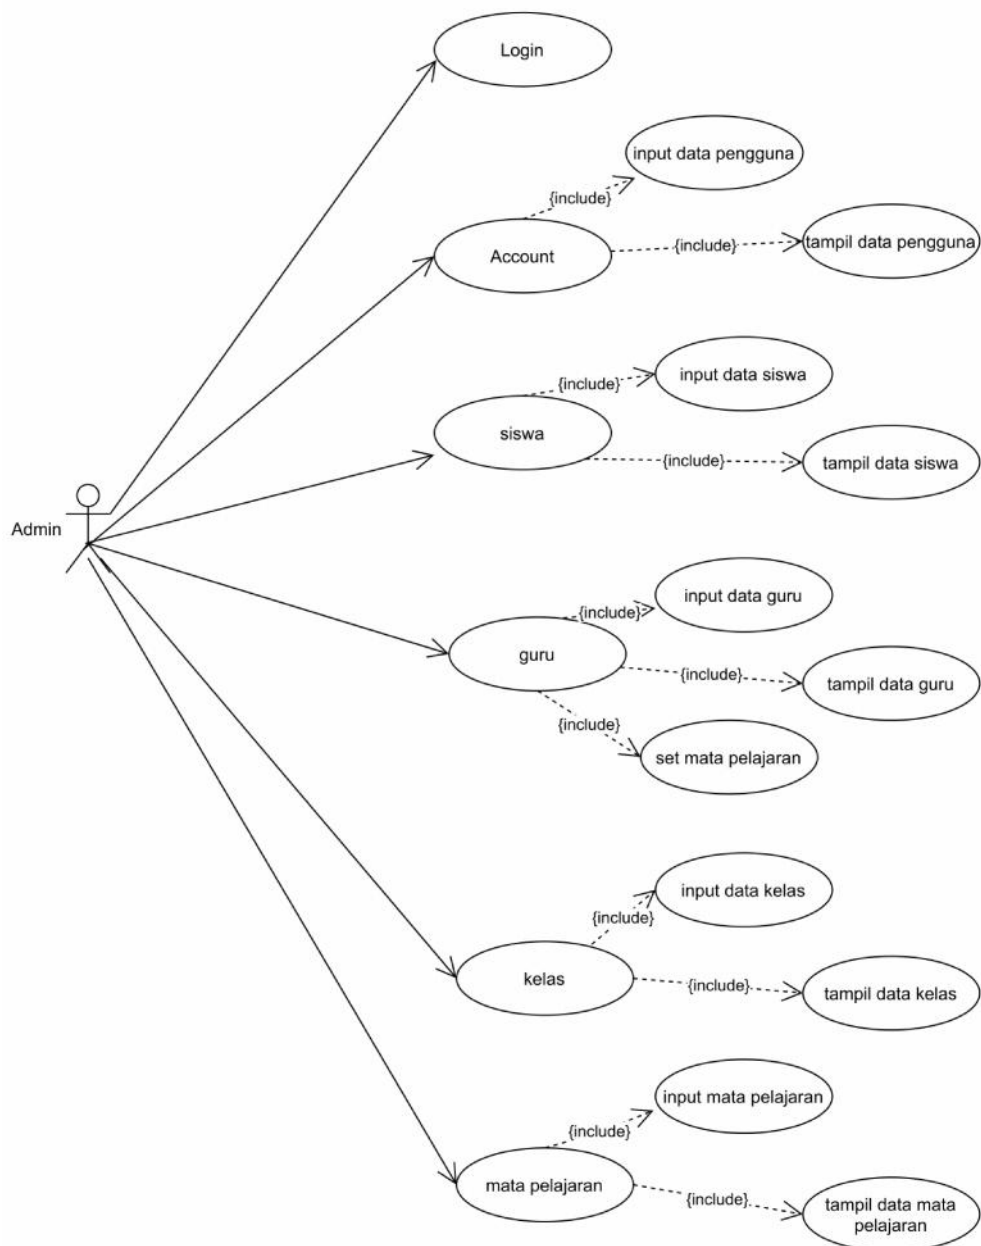 Login
input data pengguna
{include}
Account
{include}
tampil data pengguna
{include}
input data siswa
siswa
{include}
tampil data siswa
Admin
input data guru
{include}
guru
{include}
tampil data guru
{include}
set mata pelajaran
input data kelas
{include}
kelas
{include}
tampil data kelas
input mata pelajaran
{include}
mata pelajaran
{include}
tampil data mata
pelajaran